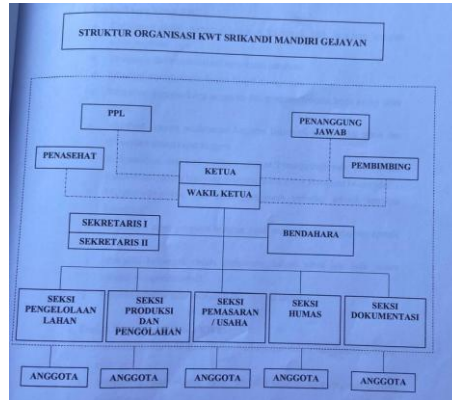 STRUKTUR ORGANISASI KWT SRIKANDI MANDIRI GEJAYAN
PPL
PENANGGUNG
JAWAB
PENASEHAT
PEMBIMBING
KETUA
WAKIL KETUA
SEKRETARIS I
SEKRETARIS II
BENDAHARA
SEKSI
PENGELOLAAN
LAHAN
SEKSI
PRODUKSI
DAN
PENGOLAHAN
SEKSI
PEMASARAN
/ USAHA
SEKSI
HUMAS
SEKSI
DOKUMENTASI
ANGGOTA
ANGGOTA
ANGGOTA
ANGGOTA
ANGGOTA